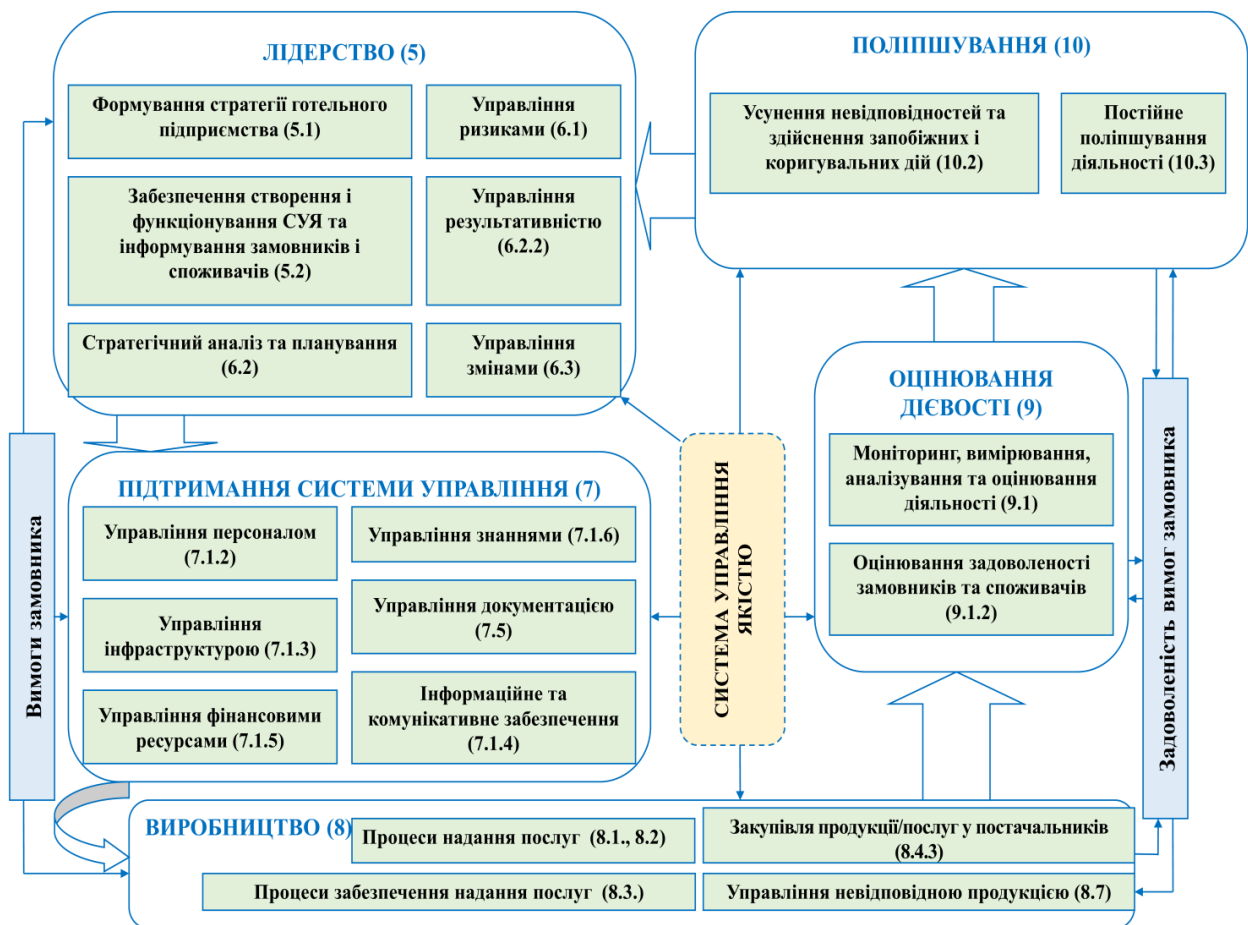 ЛІДЕРСТВО (5)
Формування стратегії готельного
підприємства (5.1)
Управління
ризиками (6.1)
Забезпечення створення і
функціонування СУЯ та
інформування замовників і
споживачів (5.2)
Управління
результативністю
(6.2.2)
Стратегічний аналіз та планування
(6.2)
Управління
змінами (6.3)
ПОЛІПШУВАННЯ (10)
Усунення невідповідностей та
здійснення запобіжних і
коригувальних дій (10.2)
Постійне
поліпшування
діяльності (10.3)
Вимоги замовника
ПІДТРИМАННЯ СИСТЕМИ УПРАВЛІННЯ (7)
Управління персоналом
(7.1.2)
Управління знаннями (7.1.6)
Управління
інфраструктурою (7.1.3)
Управління документацією
(7.5)
Управління фінансовими
ресурсами (7.1.5)
Інформаційне та
комунікативне забезпечення
(7.1.4)
СИСТЕМА УПРАВЛІННЯ
ЯКІСТЮ
ОЦІНЮВАННЯ
ДІЄВОСТІ (9)
Моніторинг, вимірювання,
аналізування та оцінювання
діяльності (9.1)
Оцінювання задоволеності
замовників та споживачів
(9.1.2)
Задоволеність вимог замовника
ВИРОБНИЦТВО (8)
Процеси надання послуг (8.1., 8.2)
Закупівля продукції/послуг у постачальників
(8.4.3)
Процеси забезпечення надання послуг (8.3.)
Управління невідповідною продукцією (8.7)